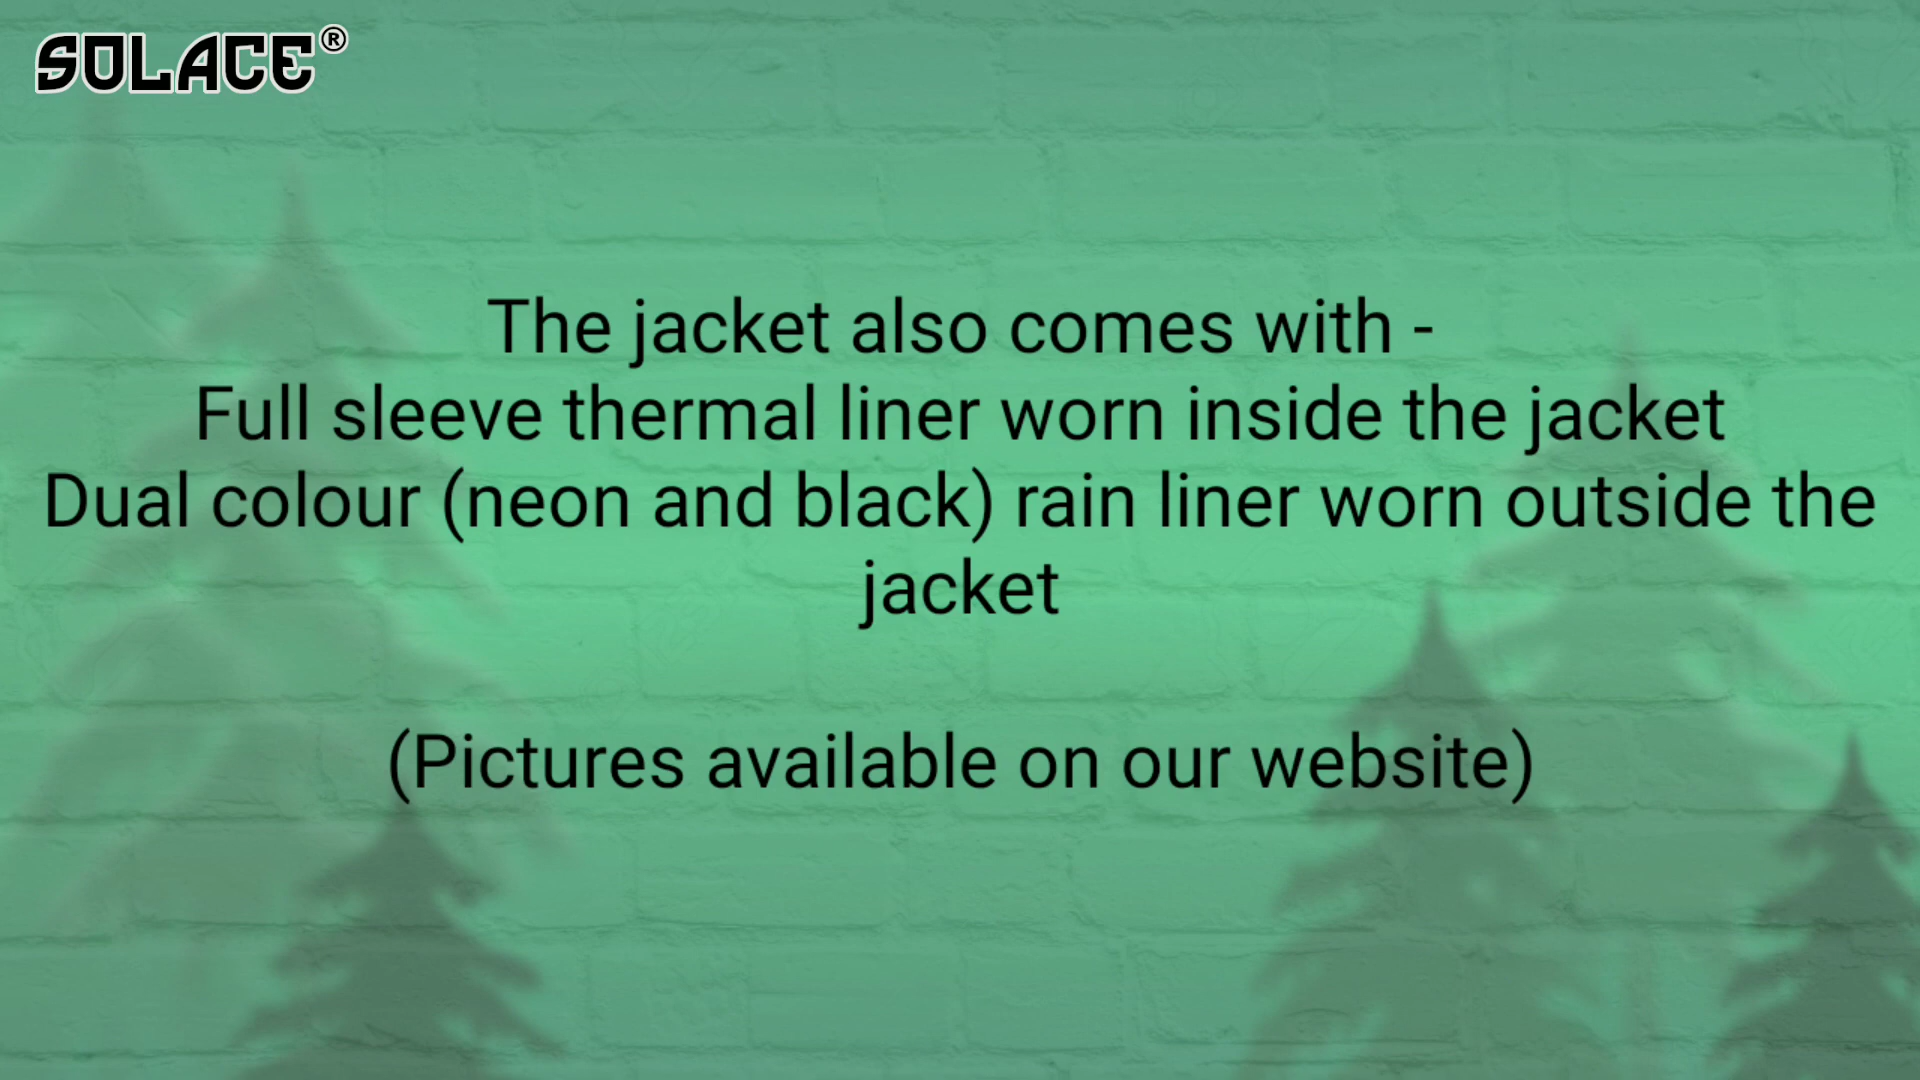 SOLACE®
The jacket also comes with -
Full sleeve thermal liner worn inside the jacket
Dual colour (neon and black) rain liner worn outside the
jacket
(Pictures available on our website)